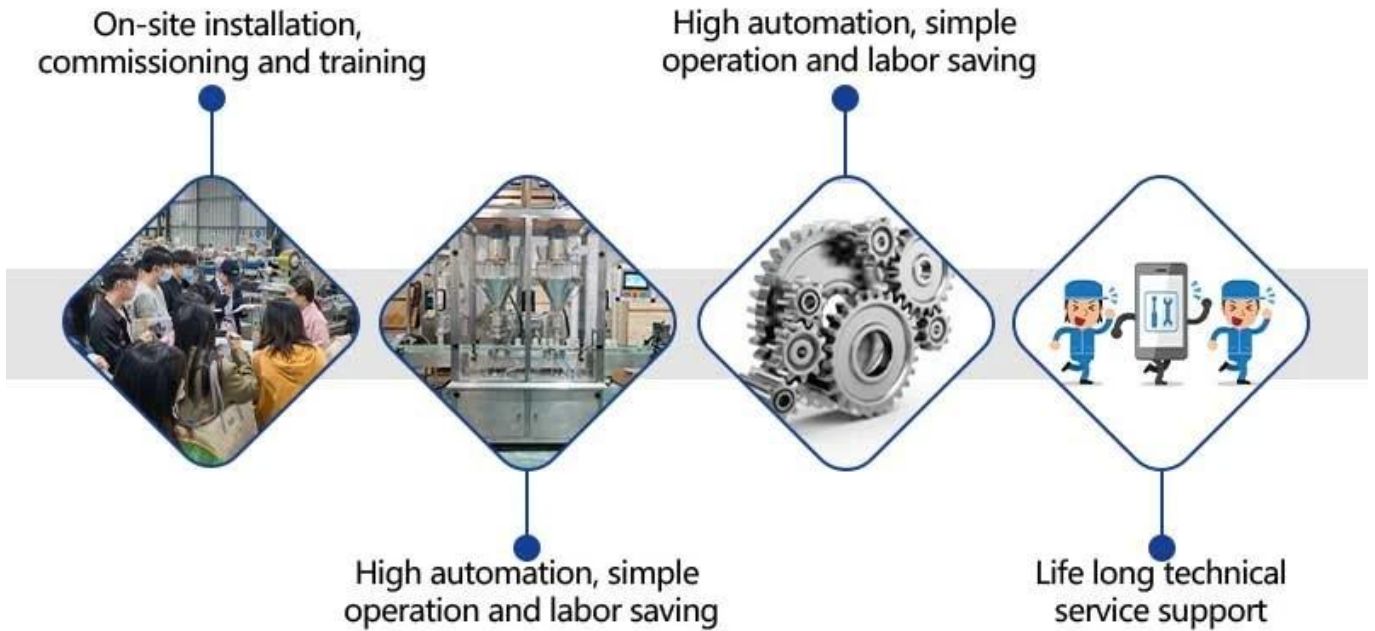 On-site installation,
commissioning and training
High automation, simple
operation and labor saving
High automation, simple
operation and labor saving
Life long technical
service support